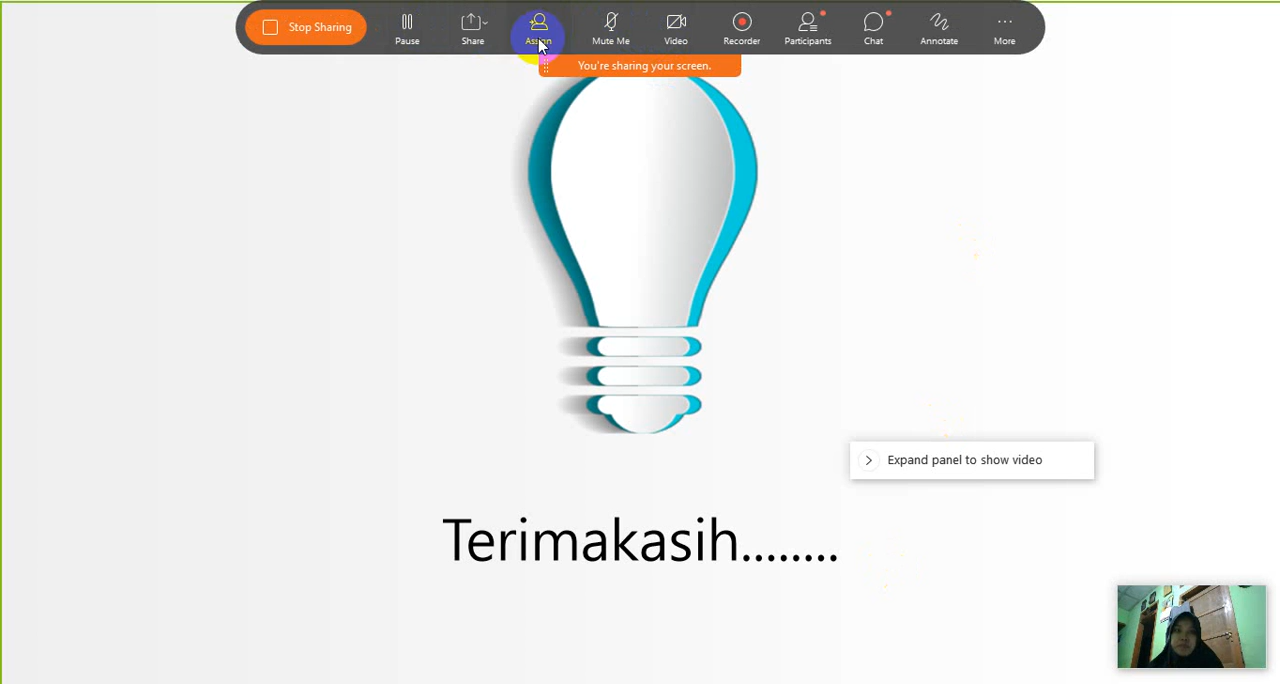 Stop Sharing
Pause
Share
Assign
Mute Me
Video
Recorder
Participants
Chat
Annotate
More
You're sharing your screen.
Expand panel to show video
Terimakasih........